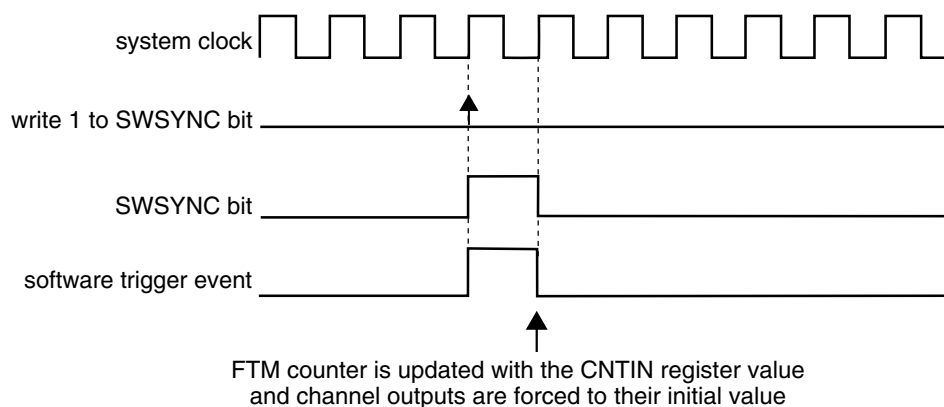 system clock
write 1 to SWSYNC bit
SWSYNC bit
software trigger event
FTM counter is updated with the CNTIN register value
and channel outputs are forced to their initial value